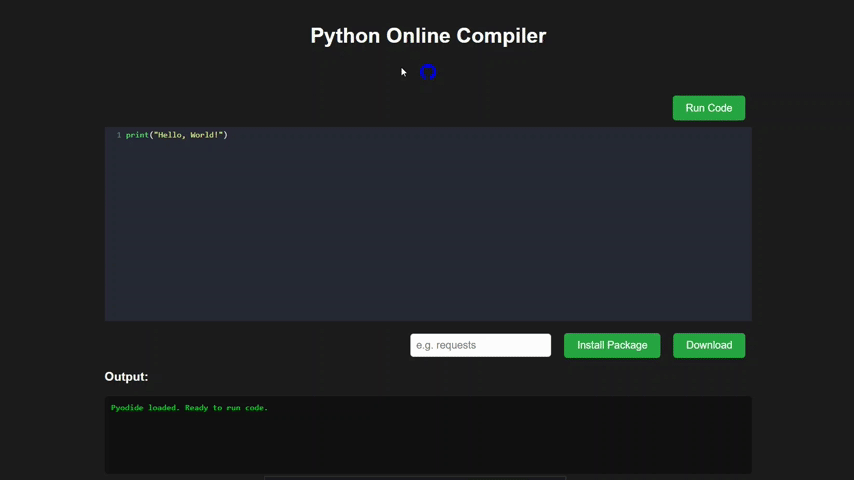 Python Online Compiler
Run Code
1 print("Hello, World!")
e.g. requests
Install Package
Download
Output:
Pyodide loaded. Ready to run code.